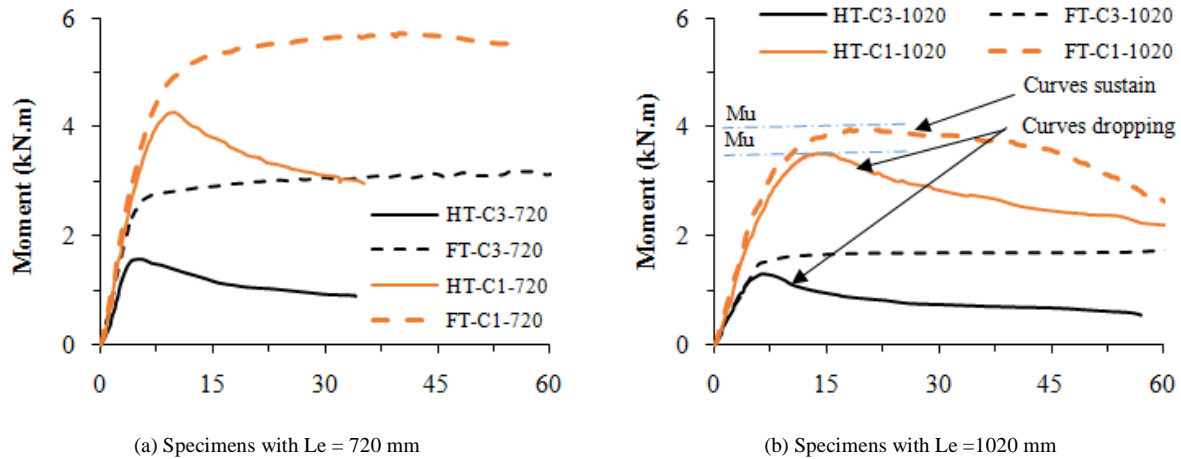 6
4
2
0
Moment (kN.m)
0
15
30
45
60
HT-C3-720
FT-C3-720
HT-C1-720
FT-C1-720
(a) Specimens with Le = 720 mm
HT-C3-1020
FT-C3-1020
HT-C1-1020
FT-C1-1020
6
4
2
0
Moment (kN.m)
Mu
Mu
Curves sustain
Curves dropping
0
15
30
45
60
(b) Specimens with Le =1020 mm